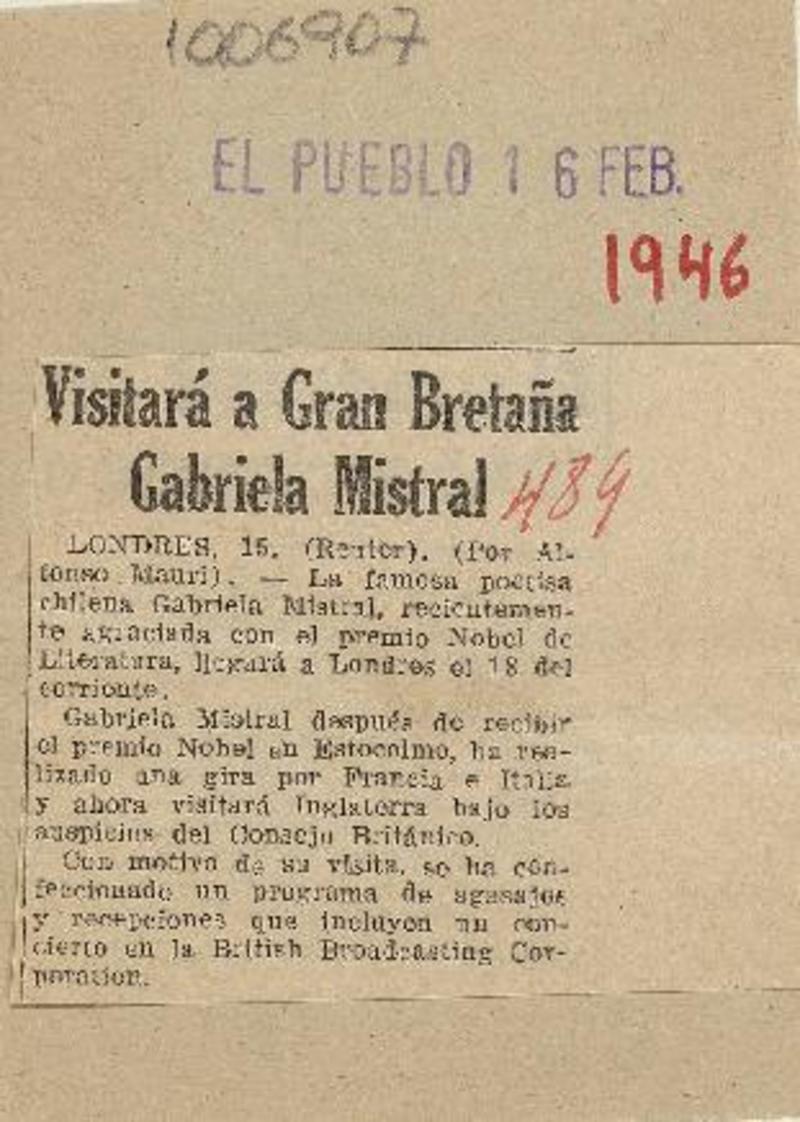 1006907
EL PUEBLO 16 FEB.
1946
Visitará a Gran Bretaña
Gabriela Mistral
489
LONDRES, 15. (Reuter). (Por Al-
fonso Mauri). — La famosa poetisa
chilena Gabriela Mistral, recientemen-
te agraciada con el premio Nobel de
Literatura, llegará a Londres el 18 del
corriente.
Gabriela Mistral después de recibir
el premio Nobel en Estocolmo, ha rea-
lizado una gira por Francia e Italia
y ahora visitará Inglaterra bajo los
auspicios del Consejo Británico.
Con motivo de su visita, se ha con-
feccionado un programa de agasajos
y recepciones que incluyen un con-
cierto en la British Broadcasting Cor-
poration.